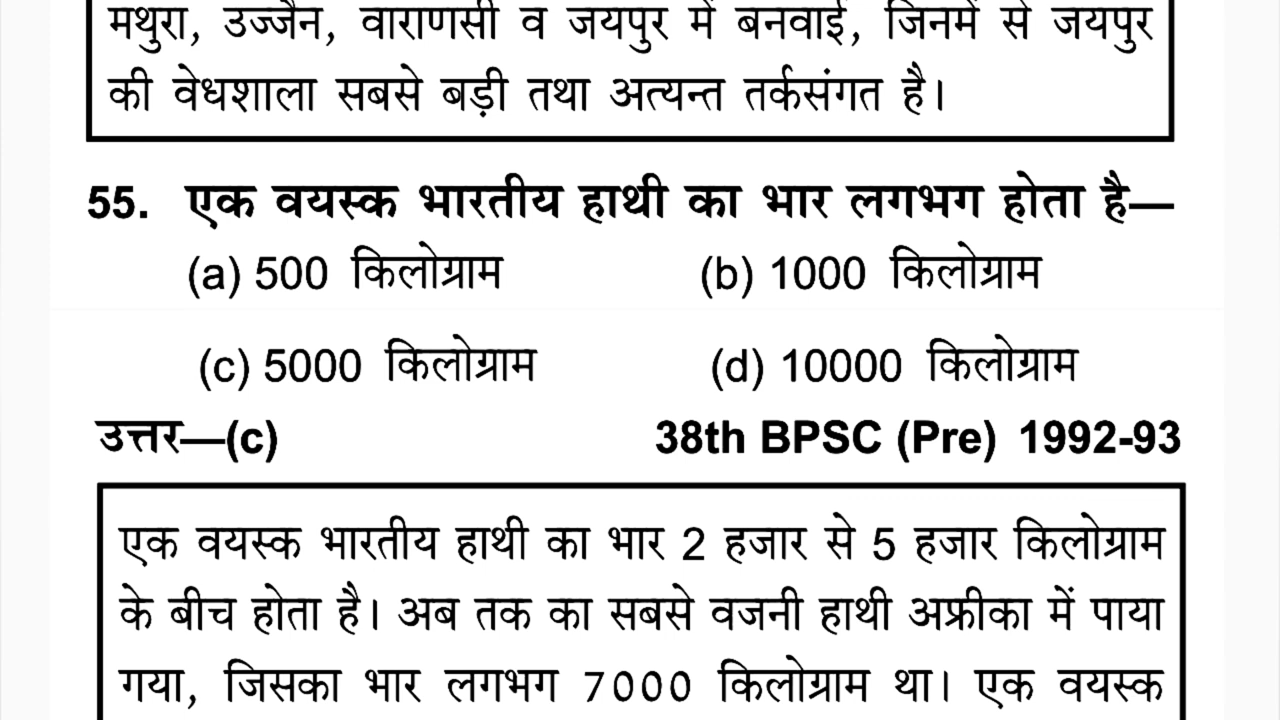 मथुरा, उज्जैन, वाराणसी व जयपुर में बनवाई, जिनमें से जयपुर
की वेधशाला सबसे बड़ी तथा अत्यन्त तर्कसंगत है।
55. एक वयस्क भारतीय हाथी का भार लगभग होता है—
(a) 500 किलोग्राम (b) 1000 किलोग्राम
(c) 5000 किलोग्राम (d) 10000 किलोग्राम
उत्तर—(c) 38th BPSC (Pre) 1992-93
एक वयस्क भारतीय हाथी का भार 2 हजार से 5 हजार किलोग्राम
के बीच होता है। अब तक का सबसे वजनी हाथी अफ्रीका में पाया
गया, जिसका भार लगभग 7000 किलोग्राम था। एक वयस्क